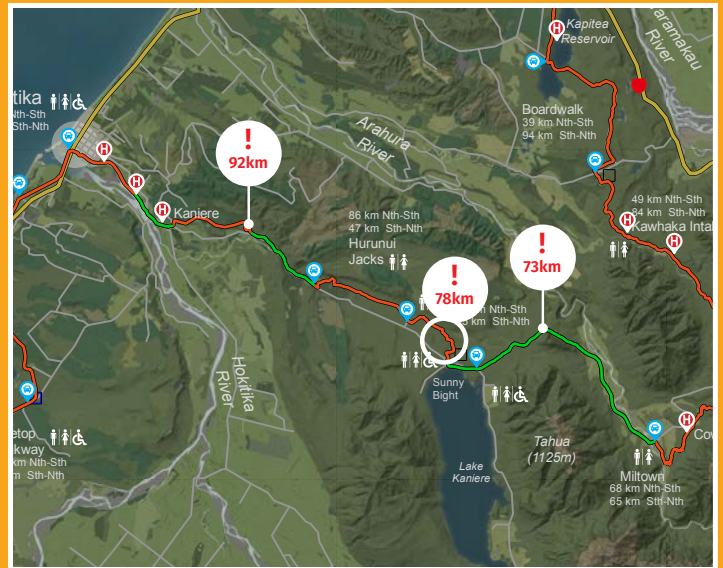 Kapitea
Reservoir
aramakau
River
tika
Nth-Sth
Sth-Nth
Boardwalk
39 km Nth-Sth
94 km Sth-Nth
Arahura
River
!
92km
Kaniere
86 km Nth-Sth
47 km Sth-Nth
Hurunui
Jacks
!
73km
49 km Nth-Sth
84 km Sth-Nth
Kawhaka Intak
!
78km
km Nth-Sth
km Sth-Nth
Hokitika
River
Sunny
Bight
etop
kway
km Nth-Sth
m Sth-Nth
Tahua
(1125m)
Lake
Kaniere
Cow
Miltown
68 km Nth-Sth
65 km Sth-Nth
H
H
H
H
H
H
H